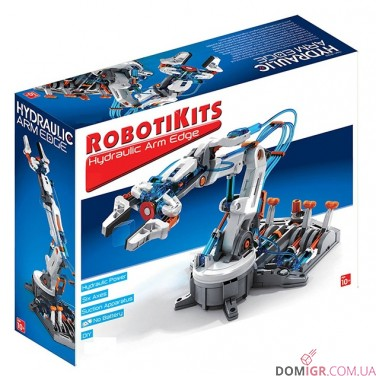 HYDRAULIC
ARM EDGE
HYDRAULIC
ARM EDGE
ROBOTIKITS
Hydraulic Arm Edge
Hydraulic Power
Six Axes
Suction Apparatus
No Battery
DIY
10+
10+
DOMIGR.COM.UA